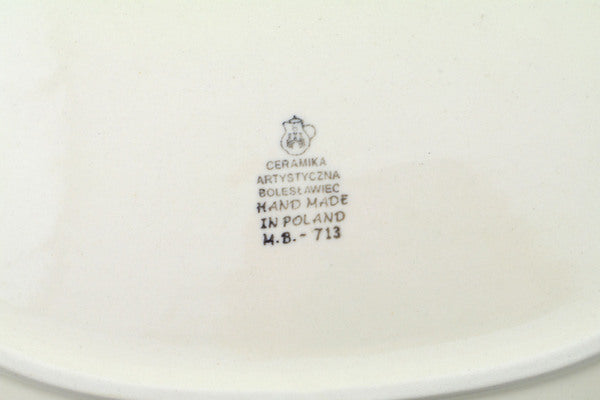 CERAMIKA
ARTYSTYCZNA
BOLESŁAWIEC
HAND MADE
IN POLAND
M.B. - 713